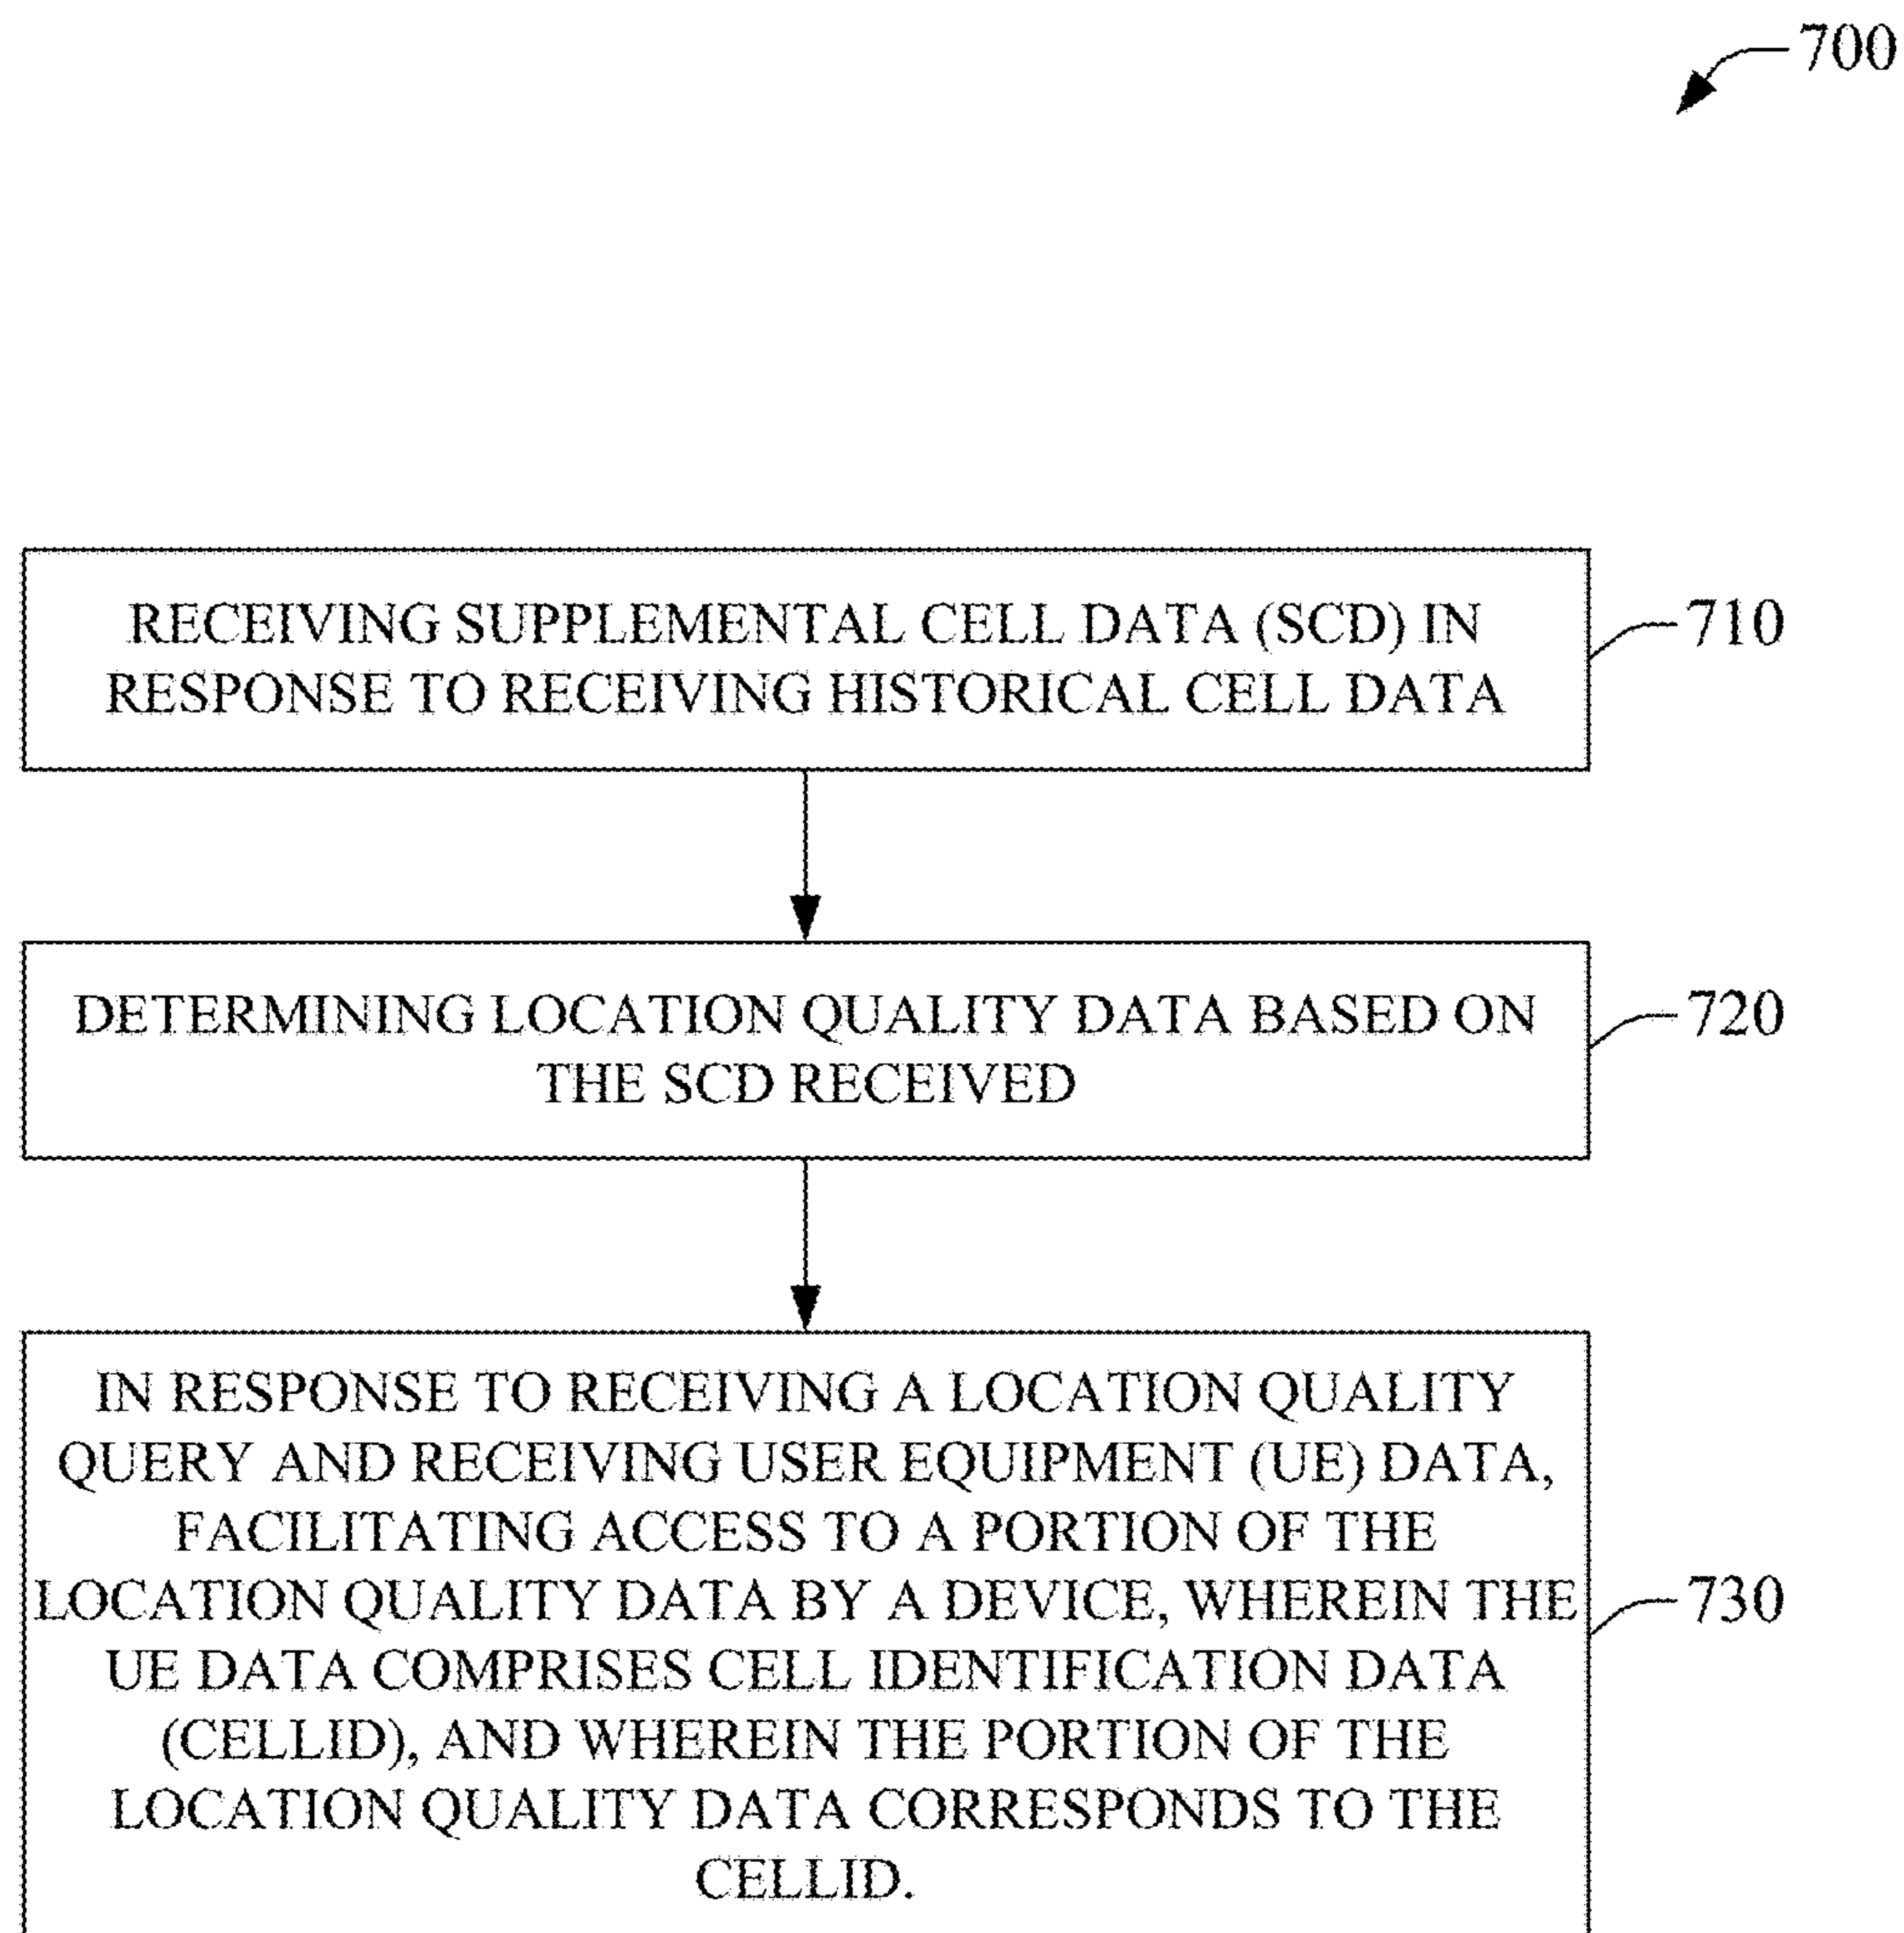 700
RECEIVING SUPPLEMENTAL CELL DATA (SCD) IN
RESPONSE TO RECEIVING HISTORICAL CELL DATA
710
DETERMINING LOCATION QUALITY DATA BASED ON
THE SCD RECEIVED
720
IN RESPONSE TO RECEIVING A LOCATION QUALITY
QUERY AND RECEIVING USER EQUIPMENT (UE) DATA,
FACILITATING ACCESS TO A PORTION OF THE
LOCATION QUALITY DATA BY A DEVICE, WHEREIN THE
UE DATA COMPRISES CELL IDENTIFICATION DATA
(CELLID), AND WHEREIN THE PORTION OF THE
LOCATION QUALITY DATA CORRESPONDS TO THE
CELLID.
730